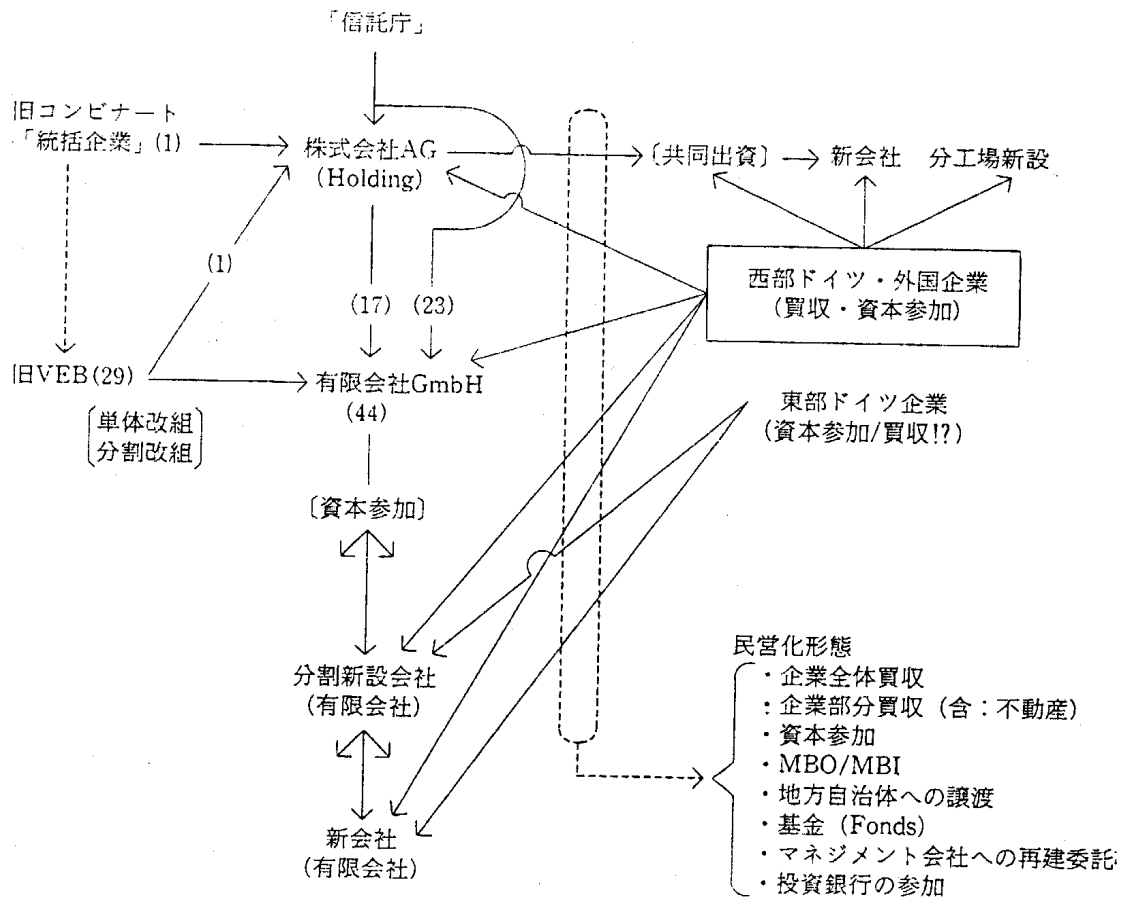 「信託庁」
旧コンビナート
「統括企業」(1)
株式会社AG
(Holding)
〔共同出資〕
新会社
分工場新設
(1)
西部ドイツ・外国企業
(買収・資本参加)
(17)
(23)
旧VEB(29)
有限会社GmbH
(44)
単体改組
分割改組
東部ドイツ企業
(資本参加/買収!?)
〔資本参加〕
分割新設会社
(有限会社)
新会社
(有限会社)
民営化形態
・企業全体買収
：企業部分買収 (含：不動産)
・資本参加
・MBO/MBI
・地方自治体への譲渡
・基金 (Fonds)
・マネジメント会社への再建委託
・投資銀行の参加